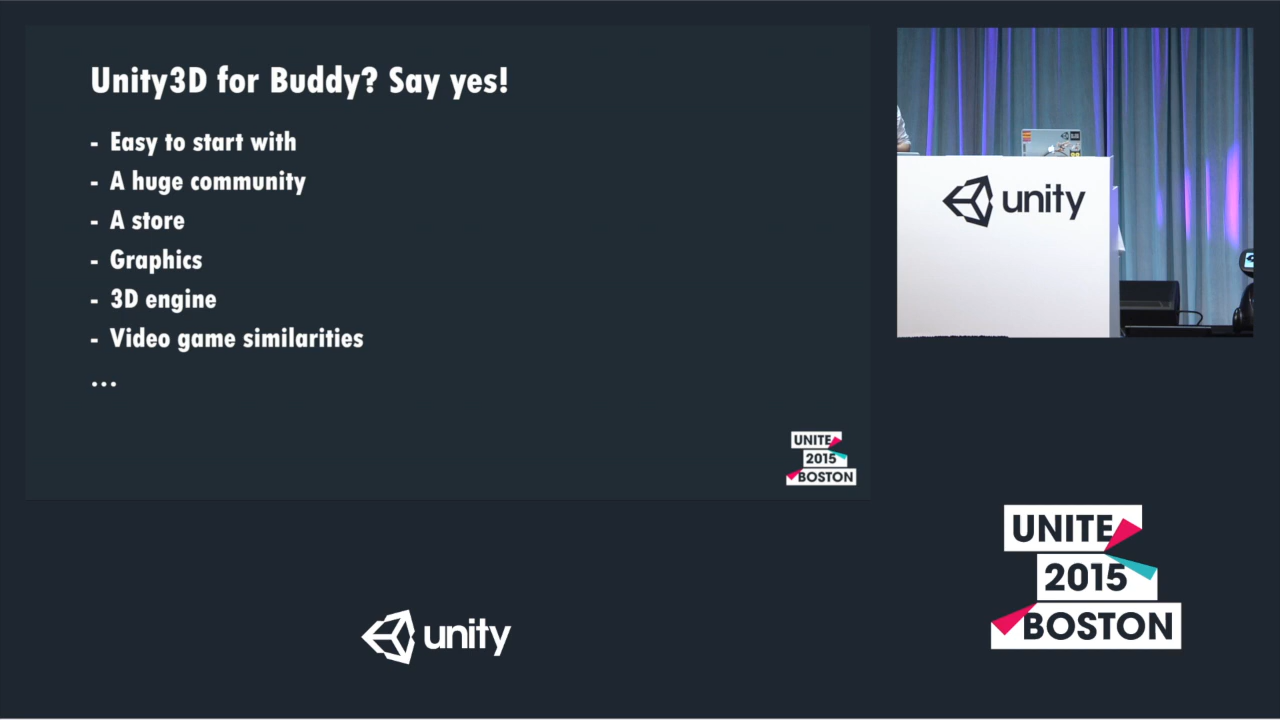 Unity3D for Buddy? Say yes!
- Easy to start with
- A huge community
- A store
- Graphics
- 3D engine
- Video game similarities
...
UNITE
2015
BOSTON
unity
unity
UNITE
2015
BOSTON